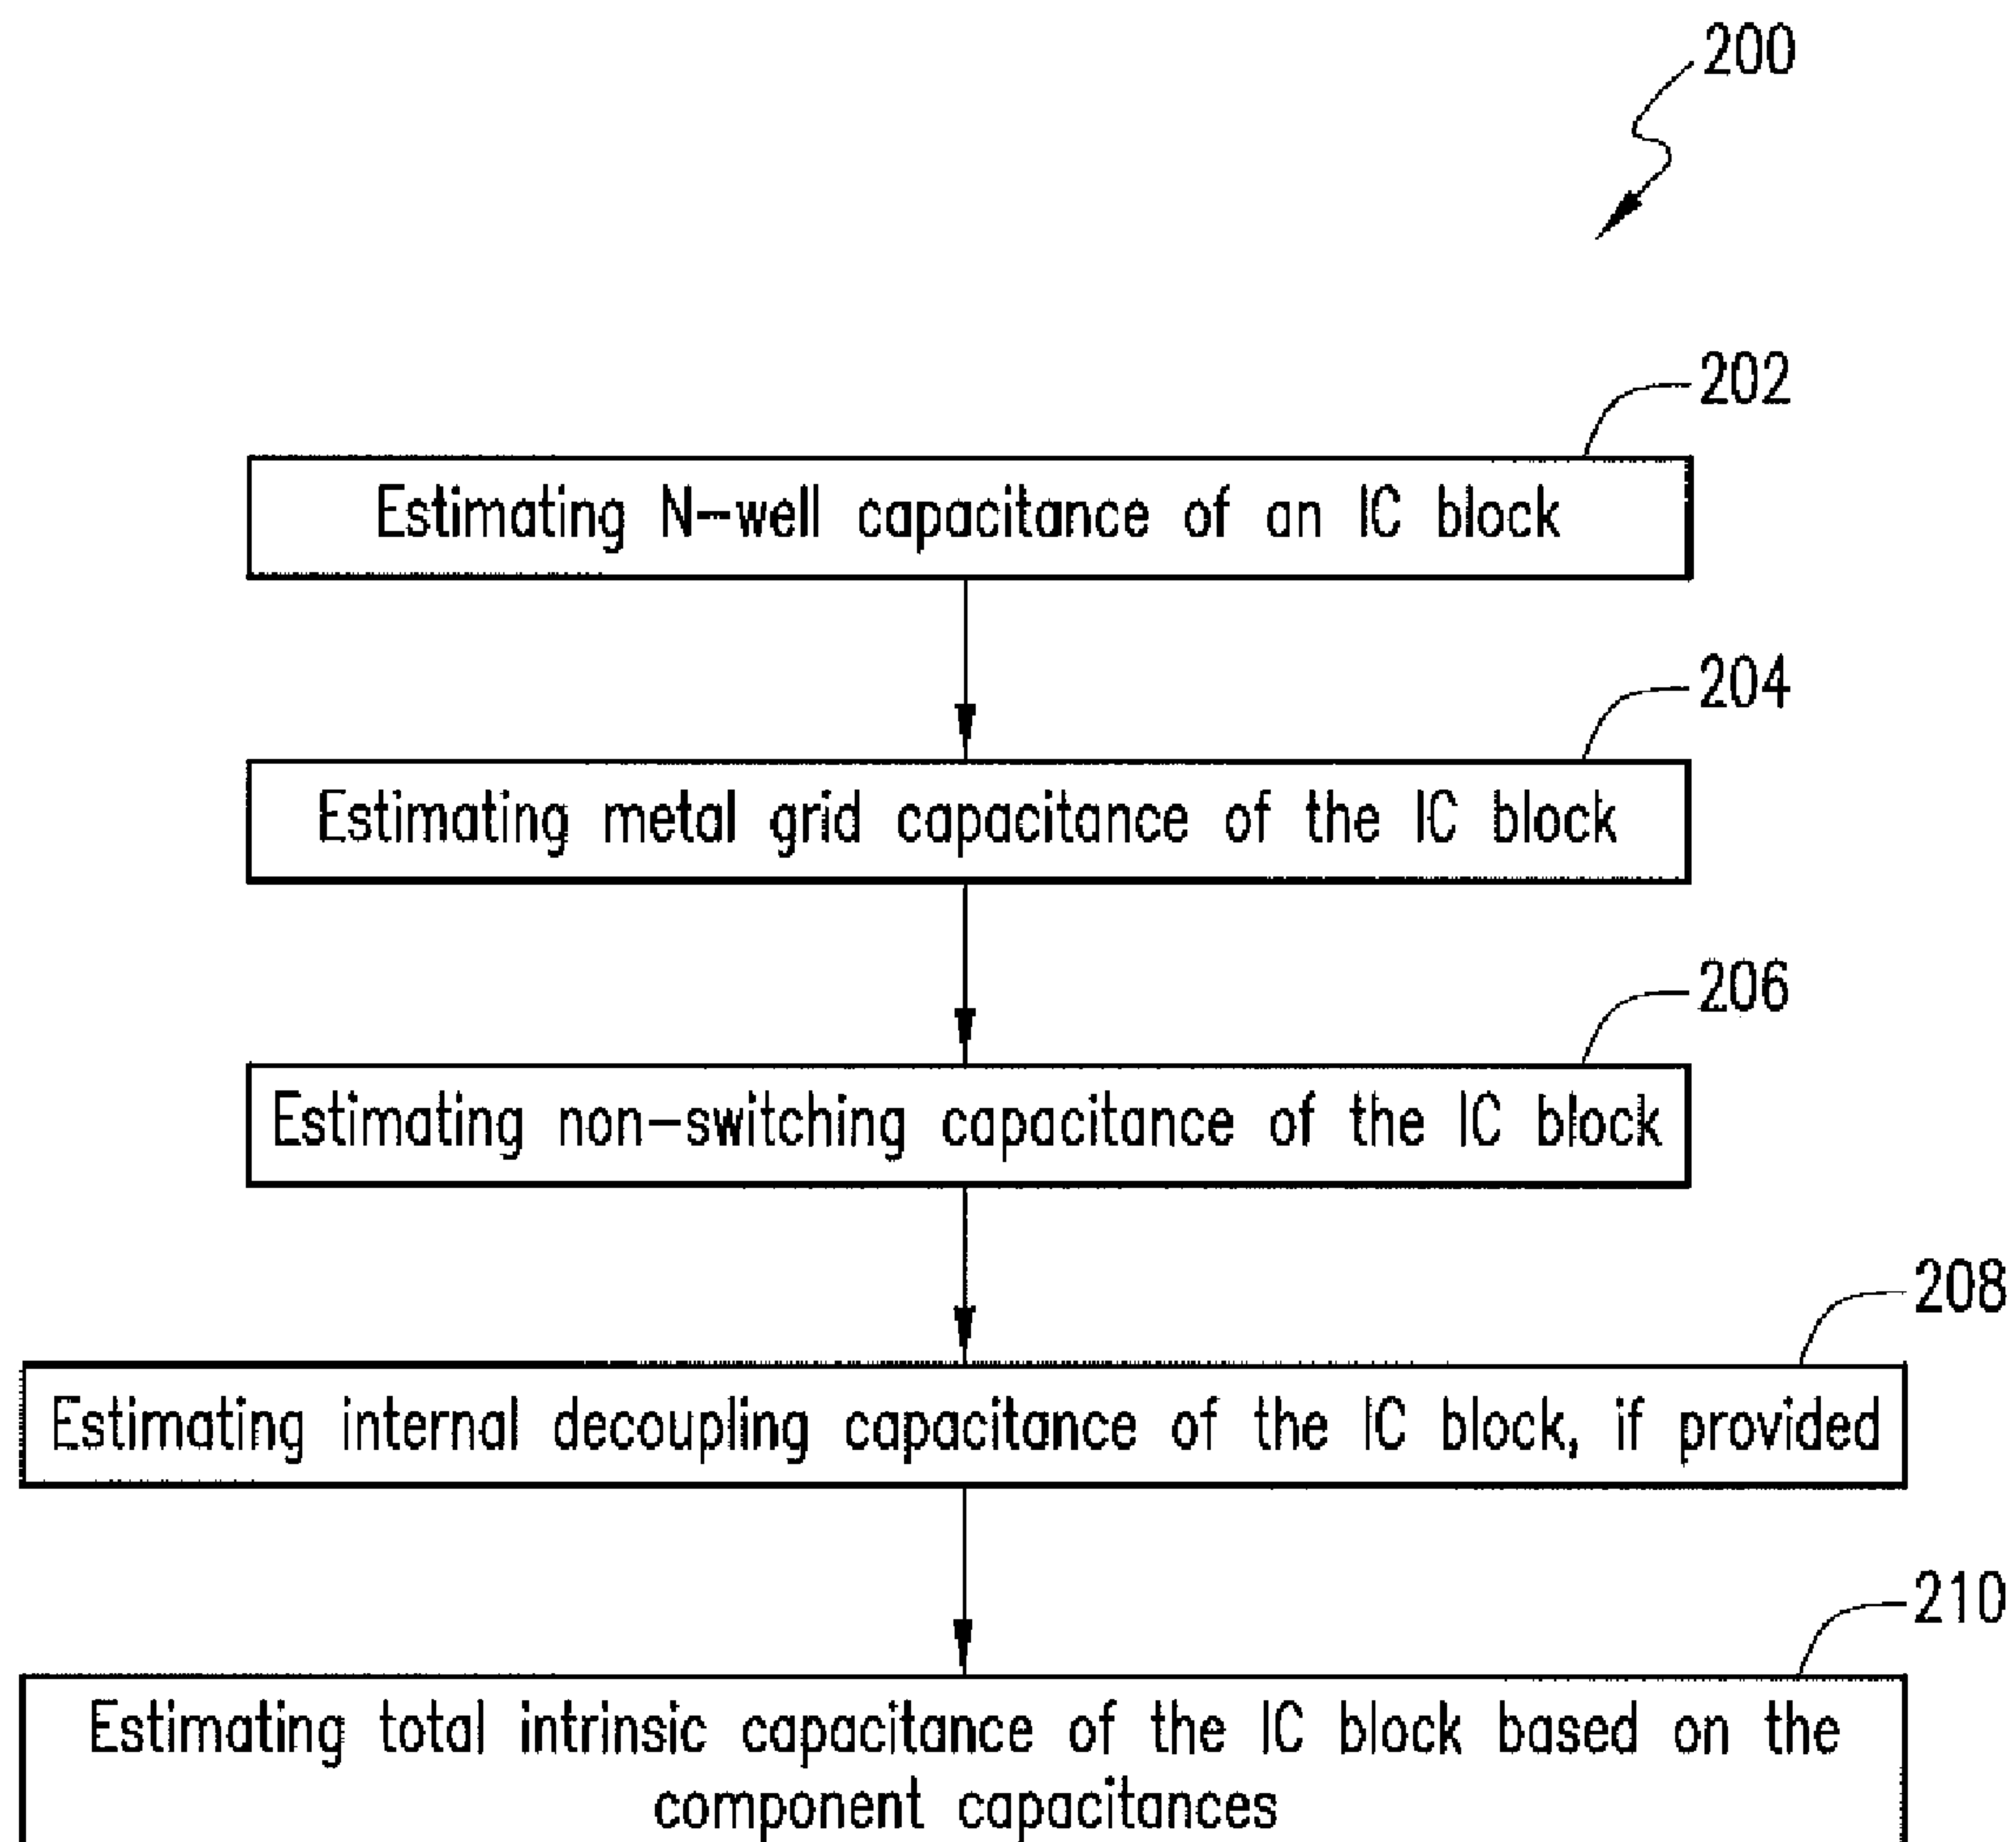 200
202
Estimating N-well capacitance of an IC block
204
Estimating metal grid capacitance of the IC block
206
Estimating non-switching capacitance of the IC block
208
Estimating internal decoupling capacitance of the IC block, if provided
210
Estimating total intrinsic capacitance of the IC block based on the
component capacitances